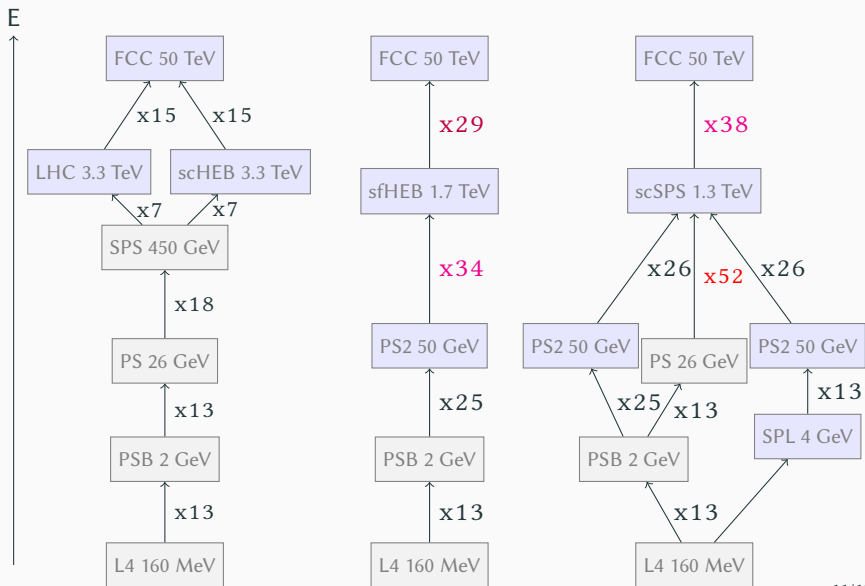 E
FCC 50 TeV
FCC 50 TeV
FCC 50 TeV
x15
x15
x29
x38
LHC 3.3 TeV
scHEB 3.3 TeV
sfHEB 1.7 TeV
scSPS 1.3 TeV
x7
x7
SPS 450 GeV
x34
x26
x52
x26
x18
PS 26 GeV
PS2 50 GeV
PS2 50 GeV
PS 26 GeV
PS2 50 GeV
x13
x25
x25
x13
x13
PSB 2 GeV
PSB 2 GeV
PSB 2 GeV
SPL 4 GeV
x13
x13
x13
L4 160 MeV
L4 160 MeV
L4 160 MeV